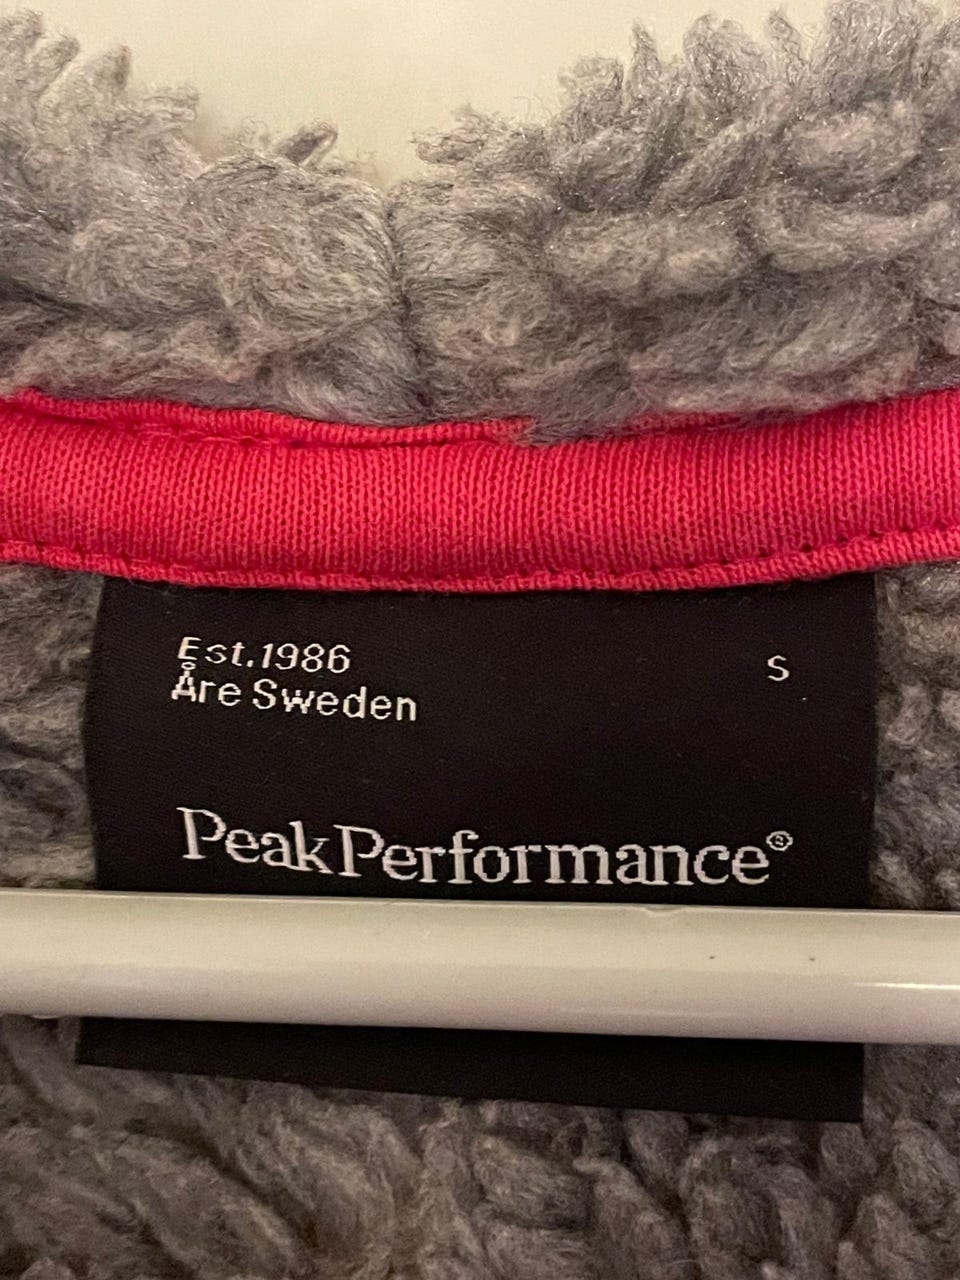 Est.1986
S
Åre Sweden
PeakPerformance®